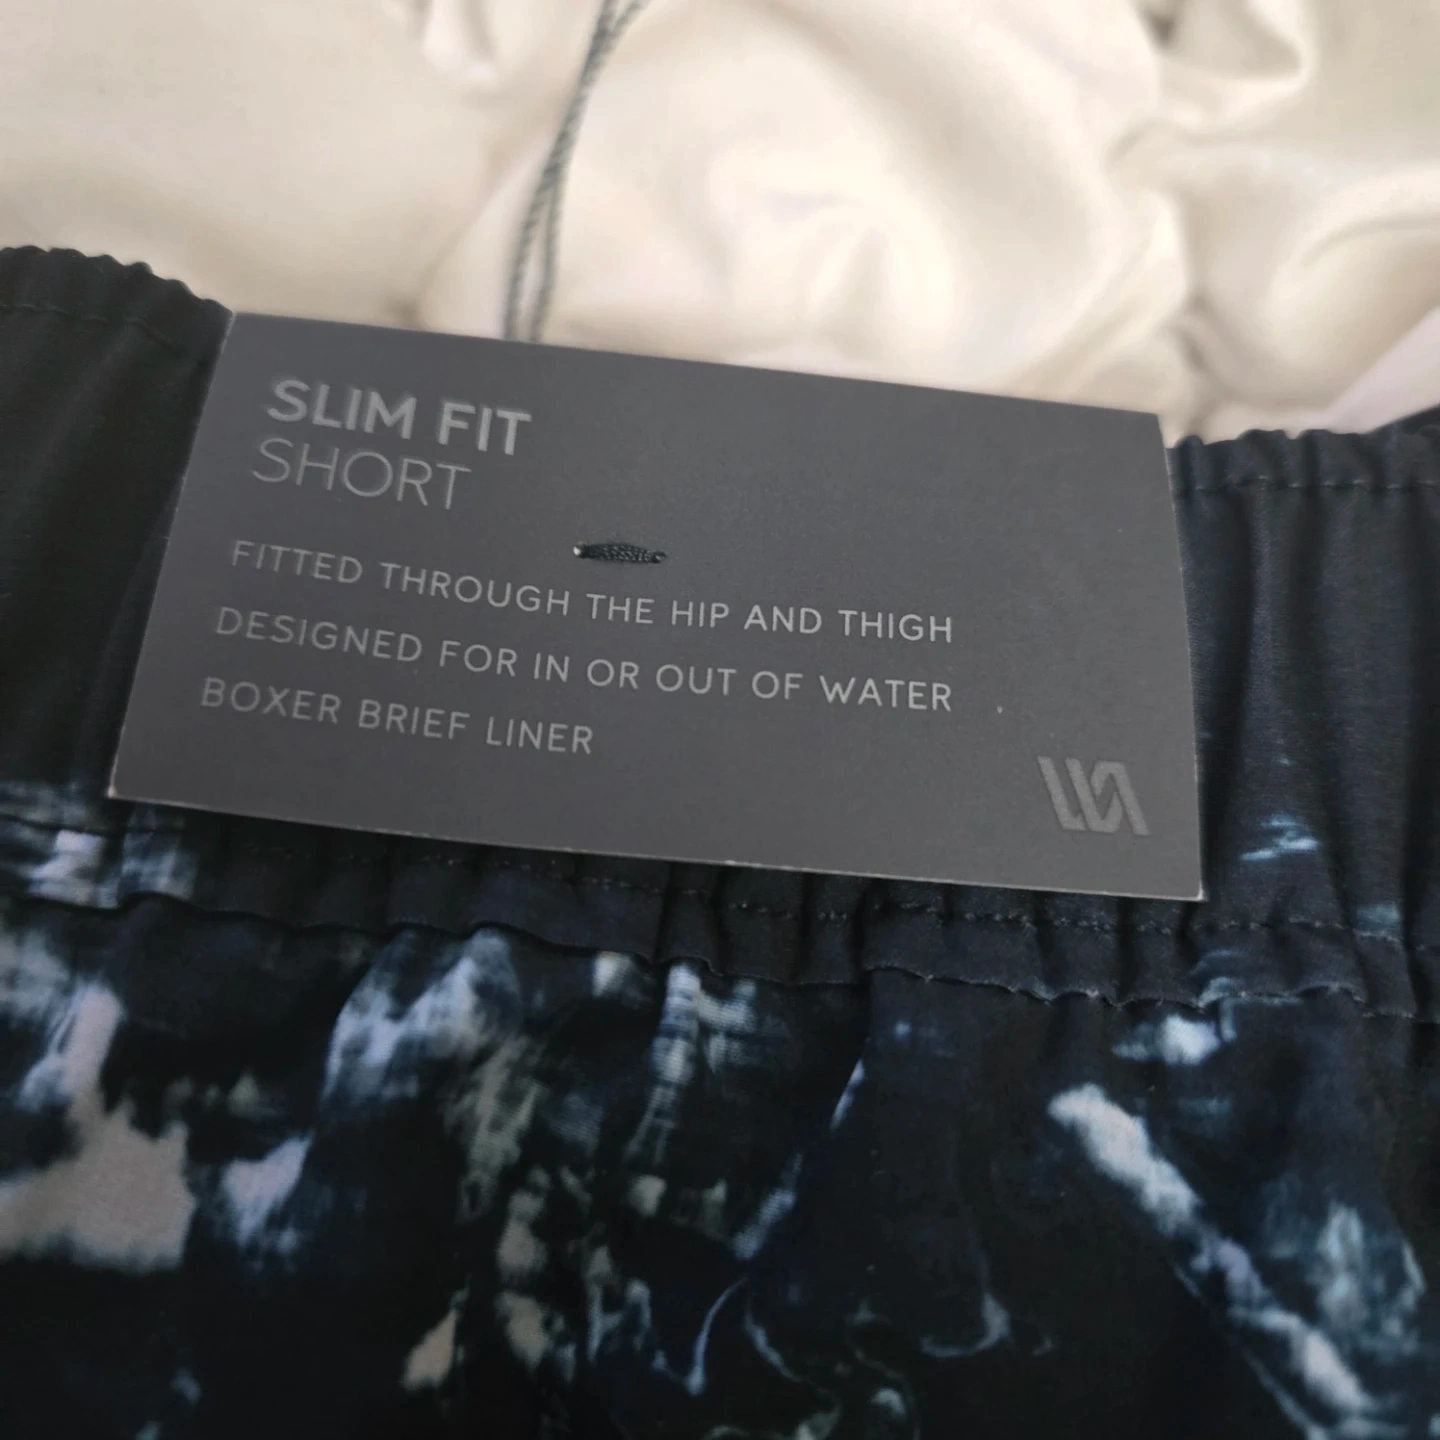 SLIM FIT
SHORT
FITTED THROUGH THE HIP AND THIGH
DESIGNED FOR IN OR OUT OF WATER
BOXER BRIEF LINER